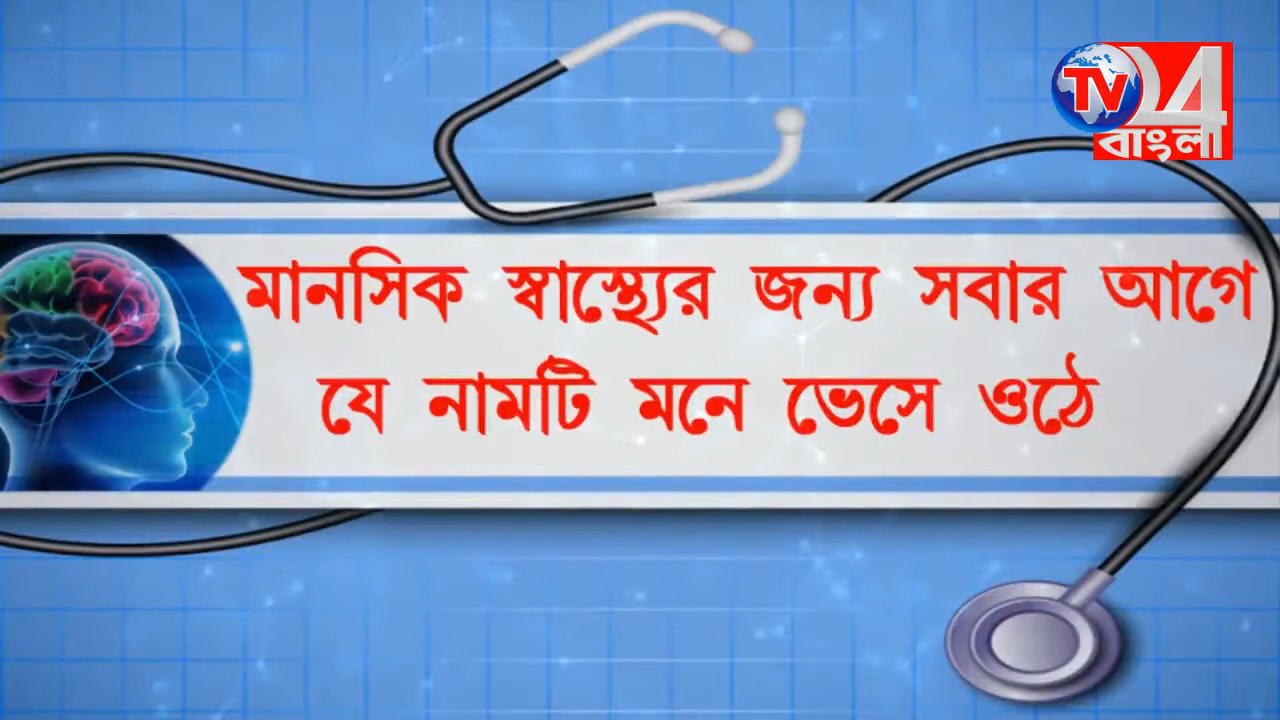 TV 24
বাংলা
মানসিক স্বাস্থ্যের জন্য সবার আগে
যে নামটি মনে ভেসে ওঠে